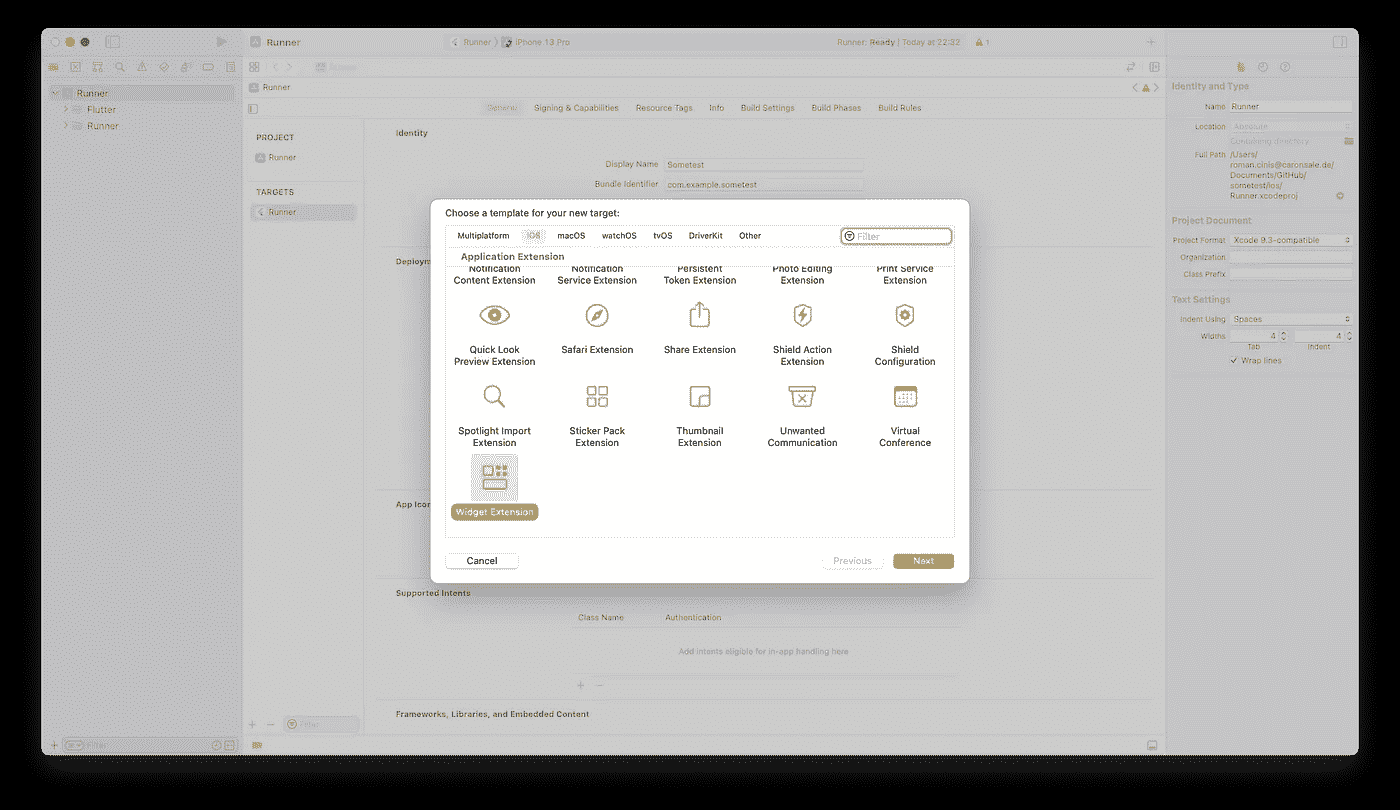 Runner
Runner
iPhone 13 Pro
Runner: Ready | Today at 22:32
1
Runner
Flutter
Runner
Filter
Runner
General
Signing & Capabilities
Resource Tags
Info
Build Settings
Build Phases
Build Rules
PROJECT
Runner
TARGETS
Runner
Filter
Identity
Display Name
Sometest
Bundle Identifier
com.example.sometest
Deploym
App Icon
Supported Intents
Class Name
Authentication
Add intents eligible for in-app handling here
Frameworks, Libraries, and Embedded Content
Choose a template for your new target:
Multiplatform
iOS
macOS
watchOS
tvOS
DriverKit
Other
Filter
Application Extension
Notification
Content Extension
Notification
Service Extension
Persistent
Token Extension
Photo Editing
Extension
Print Service
Extension
Quick Look
Preview Extension
Safari Extension
Share Extension
Shield Action
Extension
Shield
Configuration
Spotlight Import
Extension
Sticker Pack
Extension
Thumbnail
Extension
Unwanted
Communication
Virtual
Conference
Widget Extension
Cancel
Previous
Next
Identity and Type
Name
Runner
Location
Absolute
Containing directory
Full Path
/Users/
roman.cinis@caronsale.de/
Documents/GitHub/
sometest/ios/
Runner.xcodeproj
Project Document
Project Format
Xcode 9.3-compatible
Organization
Class Prefix
Text Settings
Indent Using
Spaces
Widths
4
4
Tab
Indent
Wrap lines